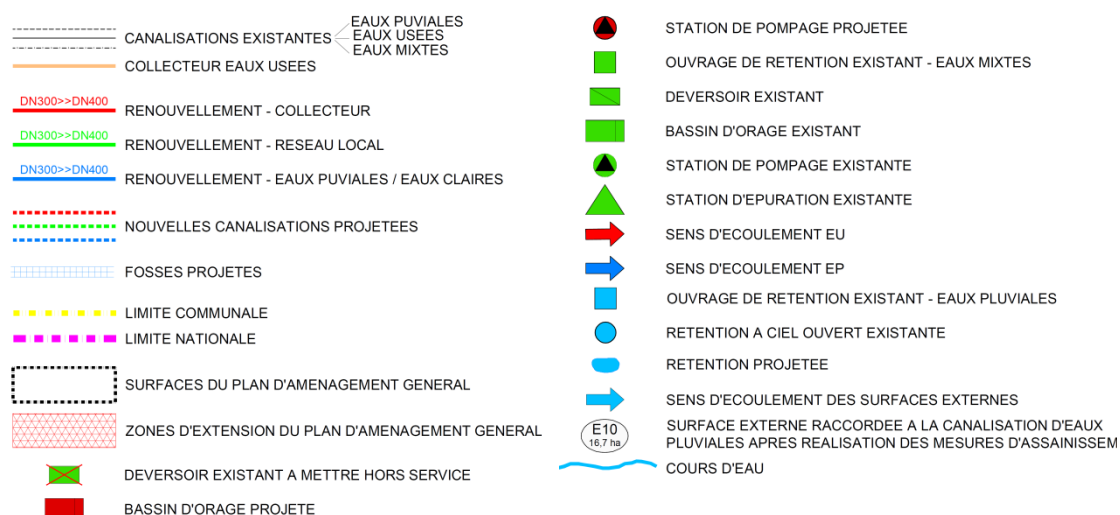 CANALISATIONS EXISTANTES
EAUX PUVIALES
EAUX USEES
EAUX MIXTES
COLLECTEUR EAUX USEES
DN300>>DN400
RENOUVELLEMENT - COLLECTEUR
DN300>>DN400
RENOUVELLEMENT - RESEAU LOCAL
DN300>>DN400
RENOUVELLEMENT - EAUX PUVIALES / EAUX CLAIRES
NOUVELLES CANALISATIONS PROJETEES
FOSSES PROJETES
LIMITE COMMUNALE
LIMITE NATIONALE
SURFACES DU PLAN D'AMENAGEMENT GENERAL
ZONES D'EXTENSION DU PLAN D'AMENAGEMENT GENERAL
DEVERSOIR EXISTANT A METTRE HORS SERVICE
BASSIN D'ORAGE PROJETE
STATION DE POMPAGE PROJETEE
OUVRAGE DE RETENTION EXISTANT - EAUX MIXTES
DEVERSOIR EXISTANT
BASSIN D'ORAGE EXISTANT
STATION DE POMPAGE EXISTANTE
STATION D'EPURATION EXISTANTE
SENS D'ECOULEMENT EU
SENS D'ECOULEMENT EP
OUVRAGE DE RETENTION EXISTANT - EAUX PLUVIALES
RETENTION A CIEL OUVERT EXISTANTE
RETENTION PROJETEE
SENS D'ECOULEMENT DES SURFACES EXTERNES
E10
16,7 ha
SURFACE EXTERNE RACCORDEE A LA CANALISATION D'EAUX
PLUVIALES APRES REALISATION DES MESURES D'ASSAINISSEM
COURS D'EAU